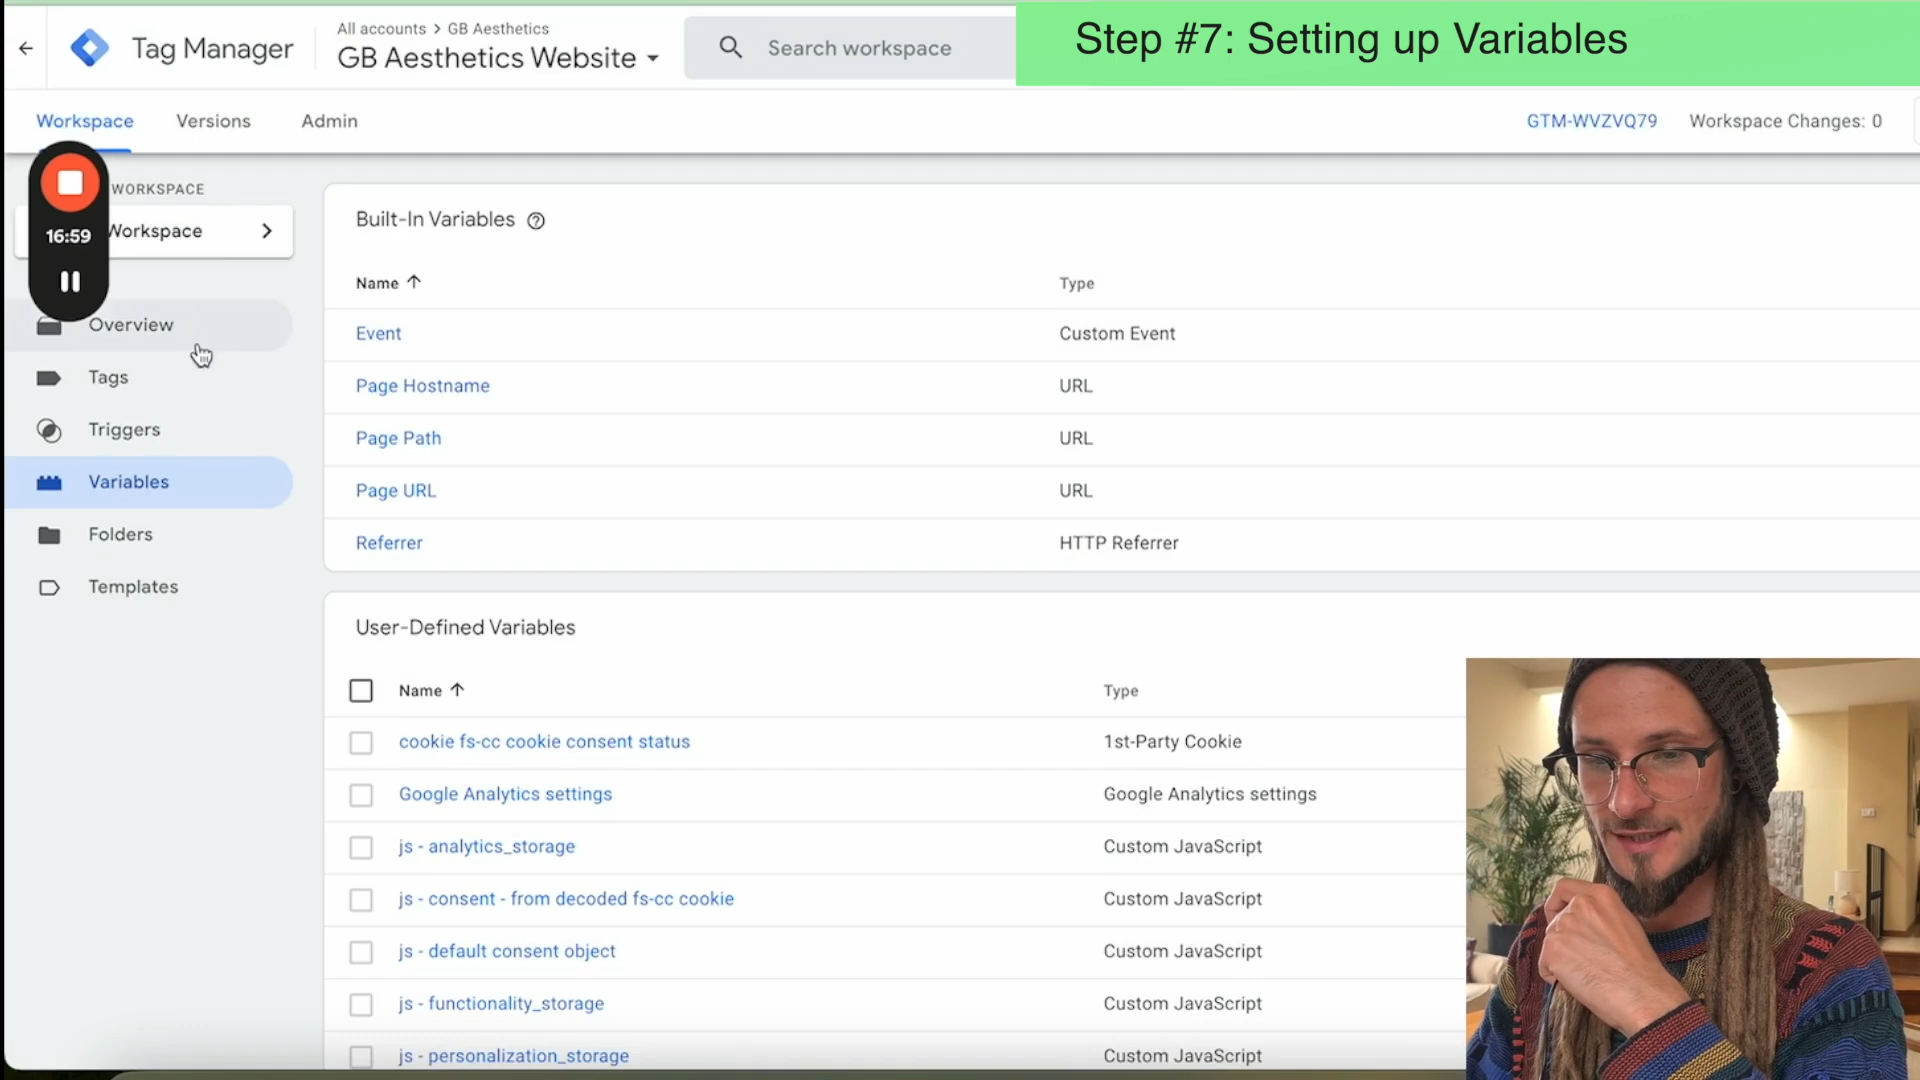 Step #7: Setting up Variables
All accounts > GB Aesthetics
Tag Manager
GB Aesthetics Website
Search workspace
Workspace
Versions
Admin
GTM-WVZVQ79
Workspace Changes: 0
WORKSPACE
Workspace
16:59
Overview
Tags
Triggers
Variables
Folders
Templates
Built-In Variables
Name
Type
Event
Custom Event
Page Hostname
URL
Page Path
URL
Page URL
URL
Referrer
HTTP Referrer
User-Defined Variables
Name
Type
cookie fs-cc cookie consent status
1st-Party Cookie
Google Analytics settings
Google Analytics settings
js - analytics_storage
Custom JavaScript
js - consent - from decoded fs-cc cookie
Custom JavaScript
js - default consent object
Custom JavaScript
js - functionality_storage
Custom JavaScript
js - personalization_storage
Custom JavaScript